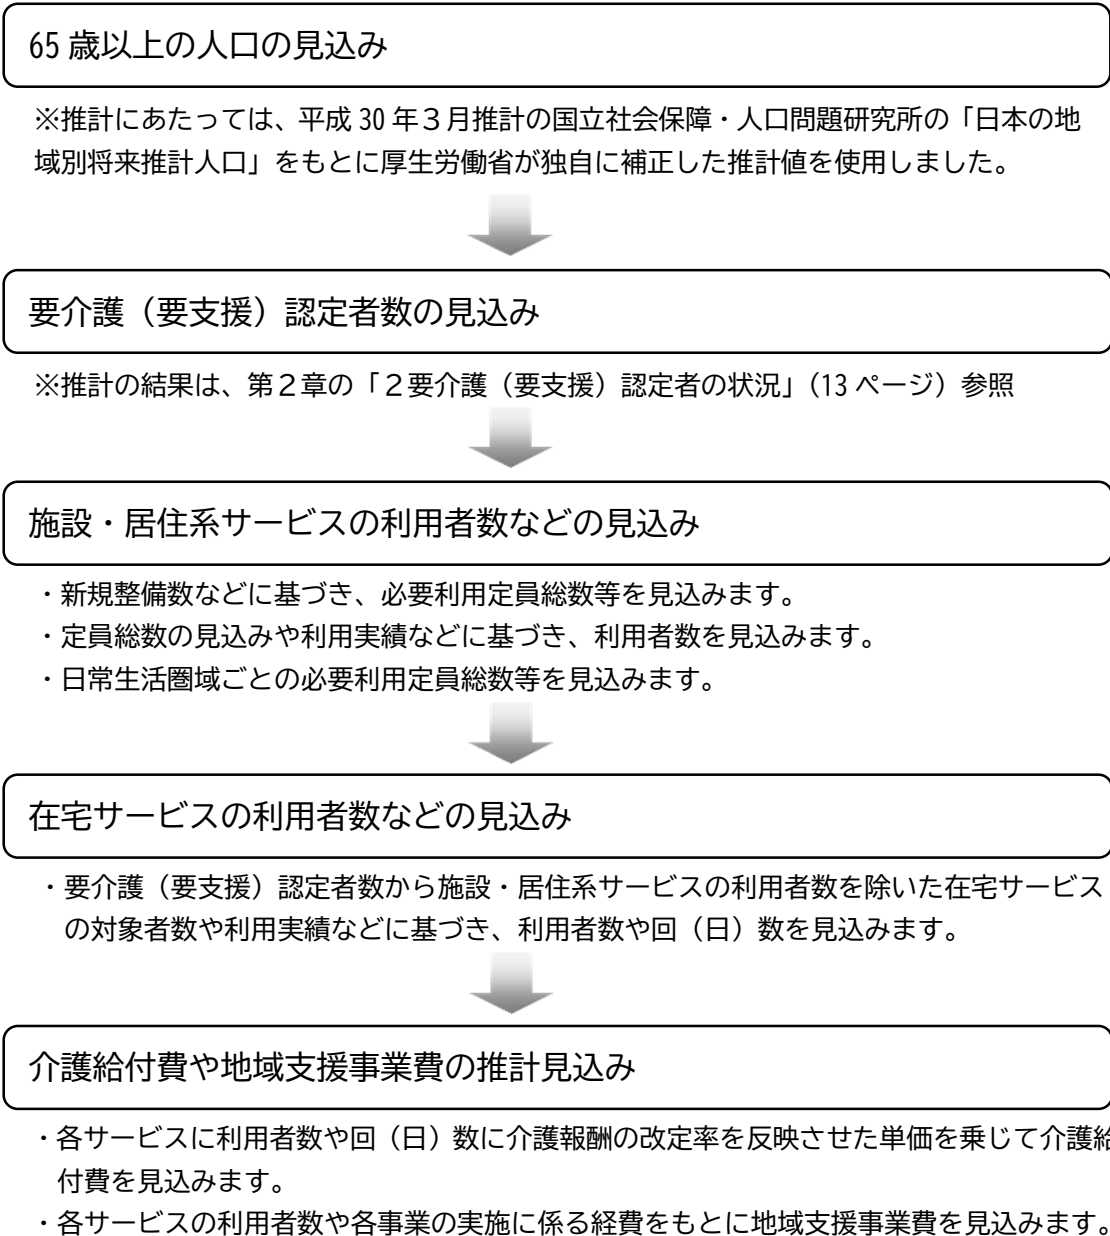 65 歳以上の人口の見込み
※推計にあたっては、平成 30 年３月推計の国立社会保障・人口問題研究所の「日本の地
域別将来推計人口」をもとに厚生労働省が独自に補正した推計値を使用しました。
要介護（要支援）認定者数の見込み
※推計の結果は、第２章の「２要介護（要支援）認定者の状況」（13 ページ）参照
施設・居住系サービスの利用者数などの見込み
・新規整備数などに基づき、必要利用定員総数等を見込みます。
・定員総数の見込みや利用実績などに基づき、利用者数を見込みます。
・日常生活圏域ごとの必要利用定員総数等を見込みます。
在宅サービスの利用者数などの見込み
・要介護（要支援）認定者数から施設・居住系サービスの利用者数を除いた在宅サービス
の対象者数や利用実績などに基づき、利用者数や回（日）数を見込みます。
介護給付費や地域支援事業費の推計見込み
・各サービスに利用者数や回（日）数に介護報酬の改定率を反映させた単価を乗じて介護給
付費を見込みます。
・各サービスの利用者数や各事業の実施に係る経費をもとに地域支援事業費を見込みます。